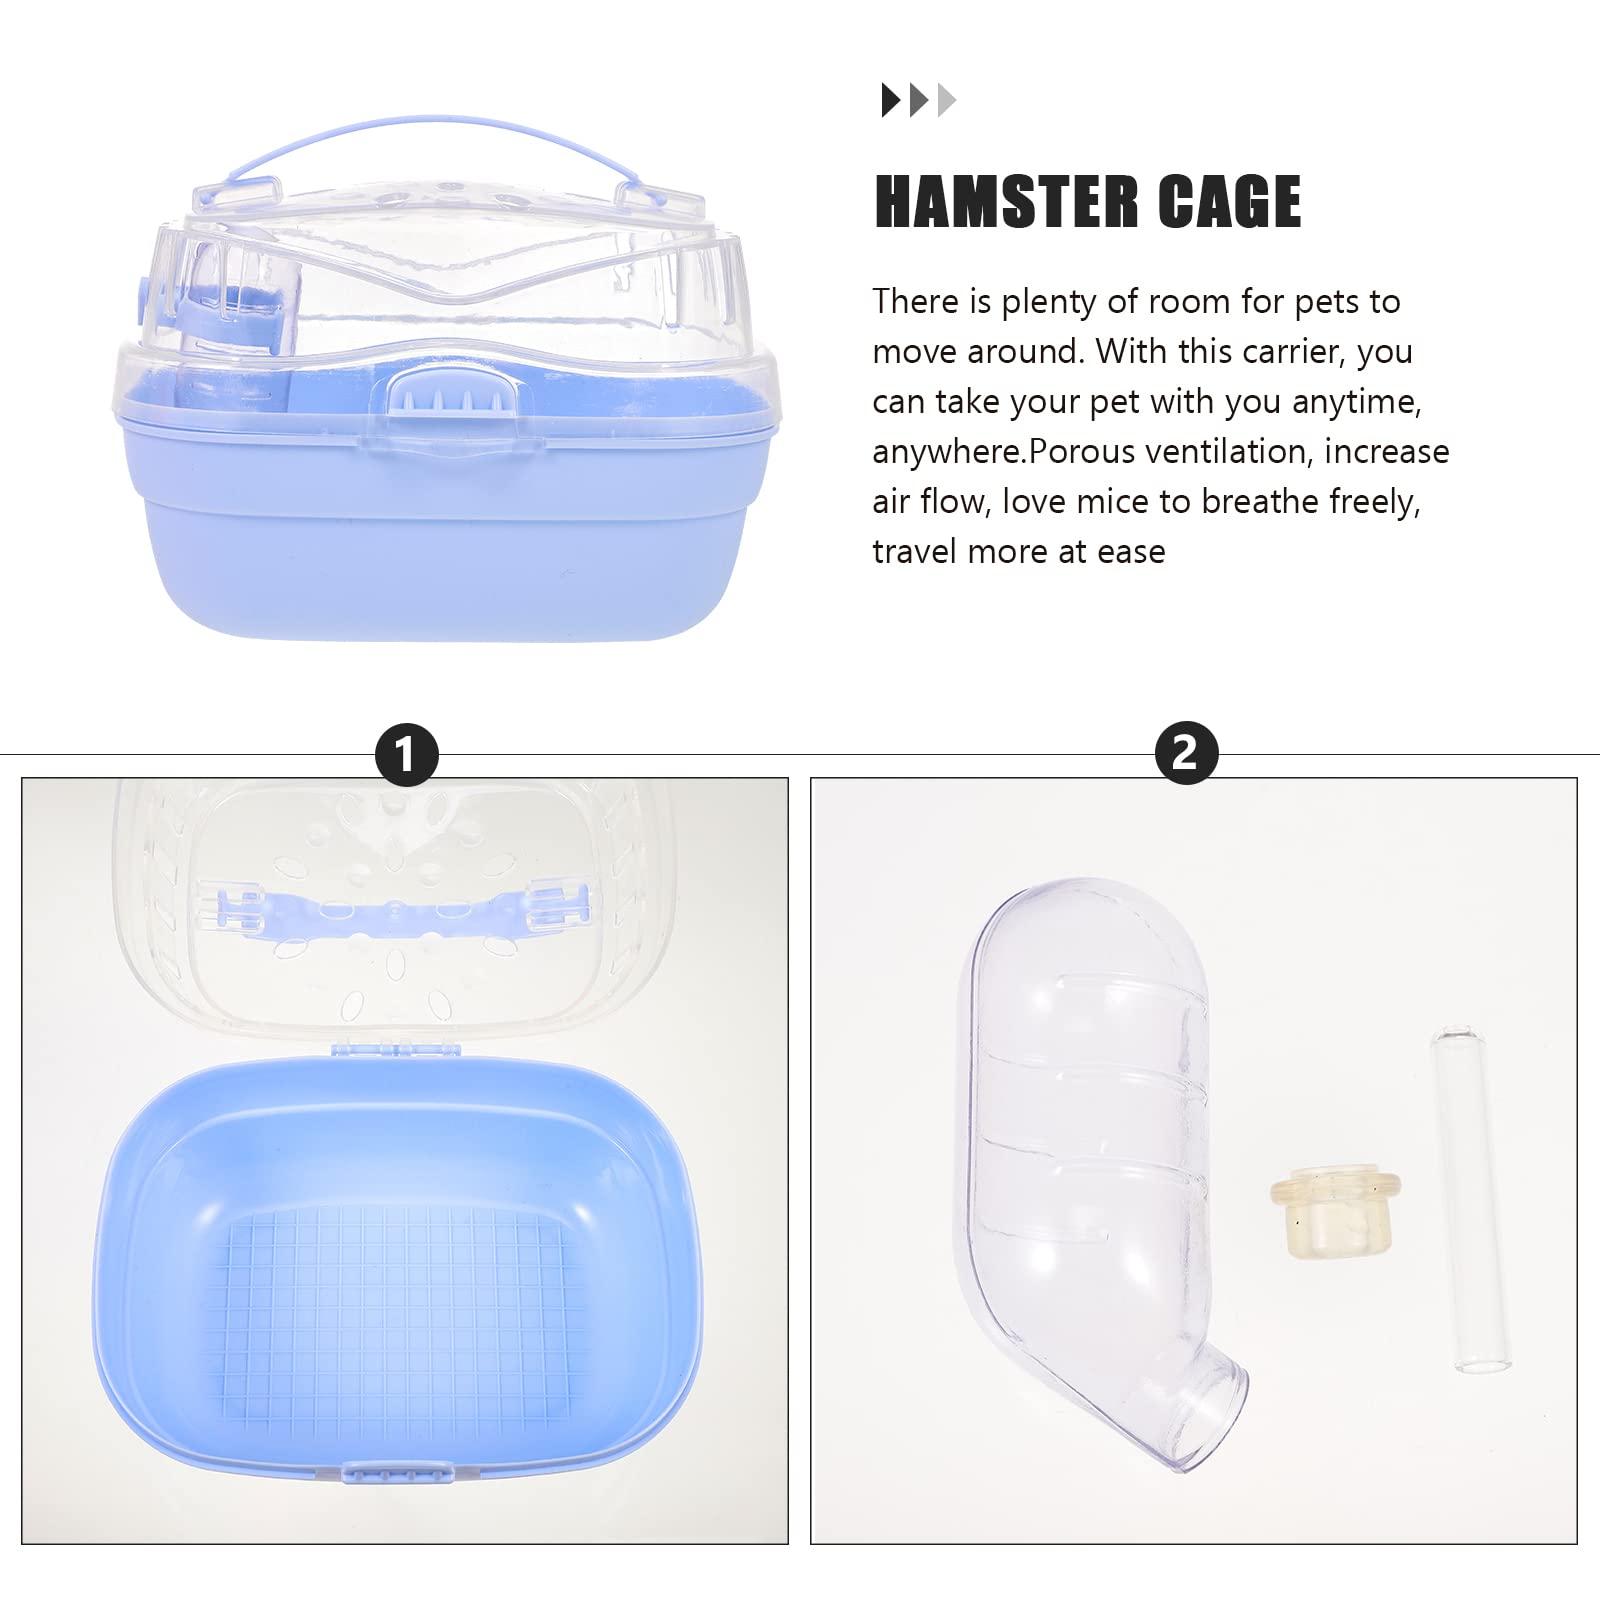 HAMSTER CAGE
There is plenty of room for pets to
move around. With this carrier, you
can take your pet with you anytime,
anywhere.Porous ventilation, increase
air flow, love mice to breathe freely,
travel more at ease
1
2